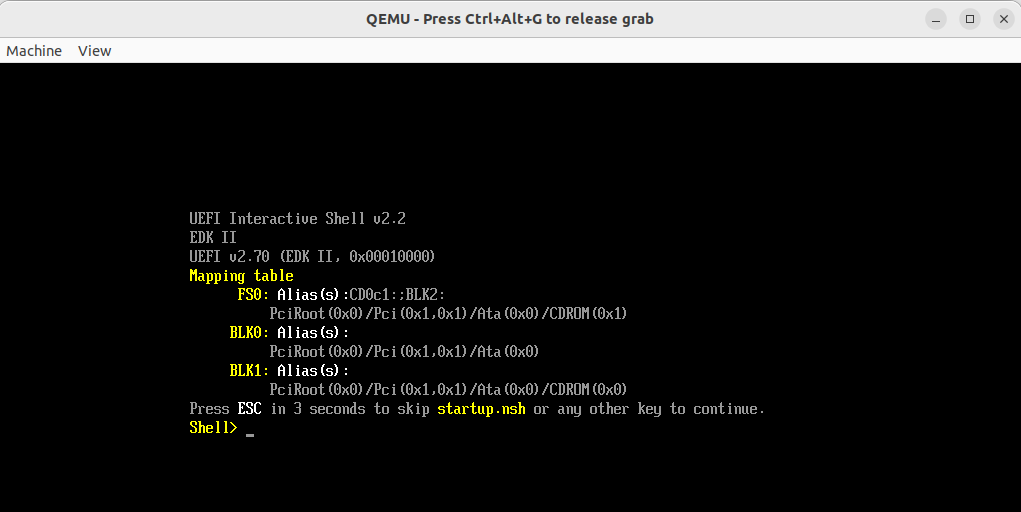 QEMU - Press Ctrl+Alt+G to release grab
Machine View
UEFI Interactive Shell v2.2
EDK II
UEFI v2.70 (EDK II, 0x00010000)
Mapping table
FS0: Alias(s):CD0c1:;BLK2:
PciRoot(0x0)/Pci(0x1,0x1)/Ata(0x0)/CDROM(0x1)
BLK0: Alias(s):
PciRoot(0x0)/Pci(0x1,0x1)/Ata(0x0)
BLK1: Alias(s):
PciRoot(0x0)/Pci(0x1,0x1)/Ata(0x0)/CDROM(0x0)
Press ESC in 3 seconds to skip startup.nsh or any other key to continue.
Shell> _